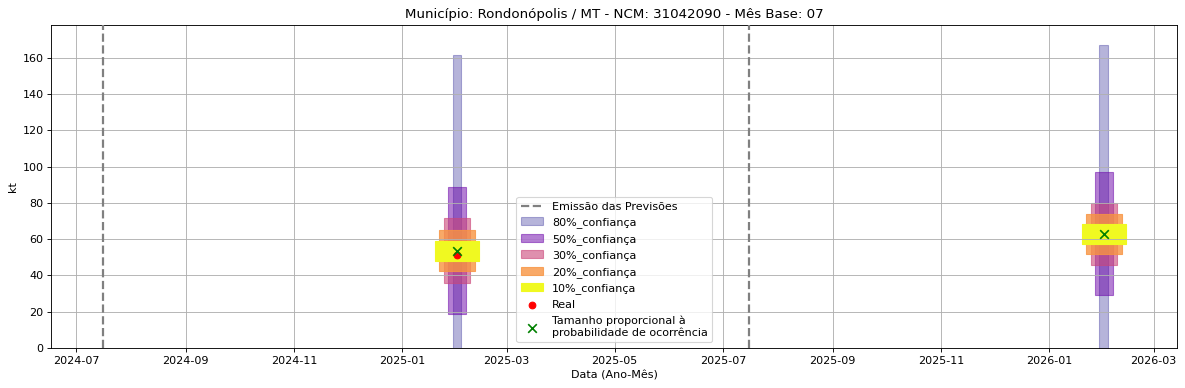 Município: Rondonópolis / MT - NCM: 31042090 - Mês Base: 07
kt
160
140
120
100
80
60
40
20
0
Emissão das Previsões
80%_confiança
50%_confiança
30%_confiança
20%_confiança
10%_confiança
Real
Tamanho proporcional à
probabilidade de ocorrência
2024-07 2024-09 2024-11 2025-01 2025-03 2025-05 2025-07 2025-09 2025-11 2026-01 2026-03
Data (Ano-Mês)